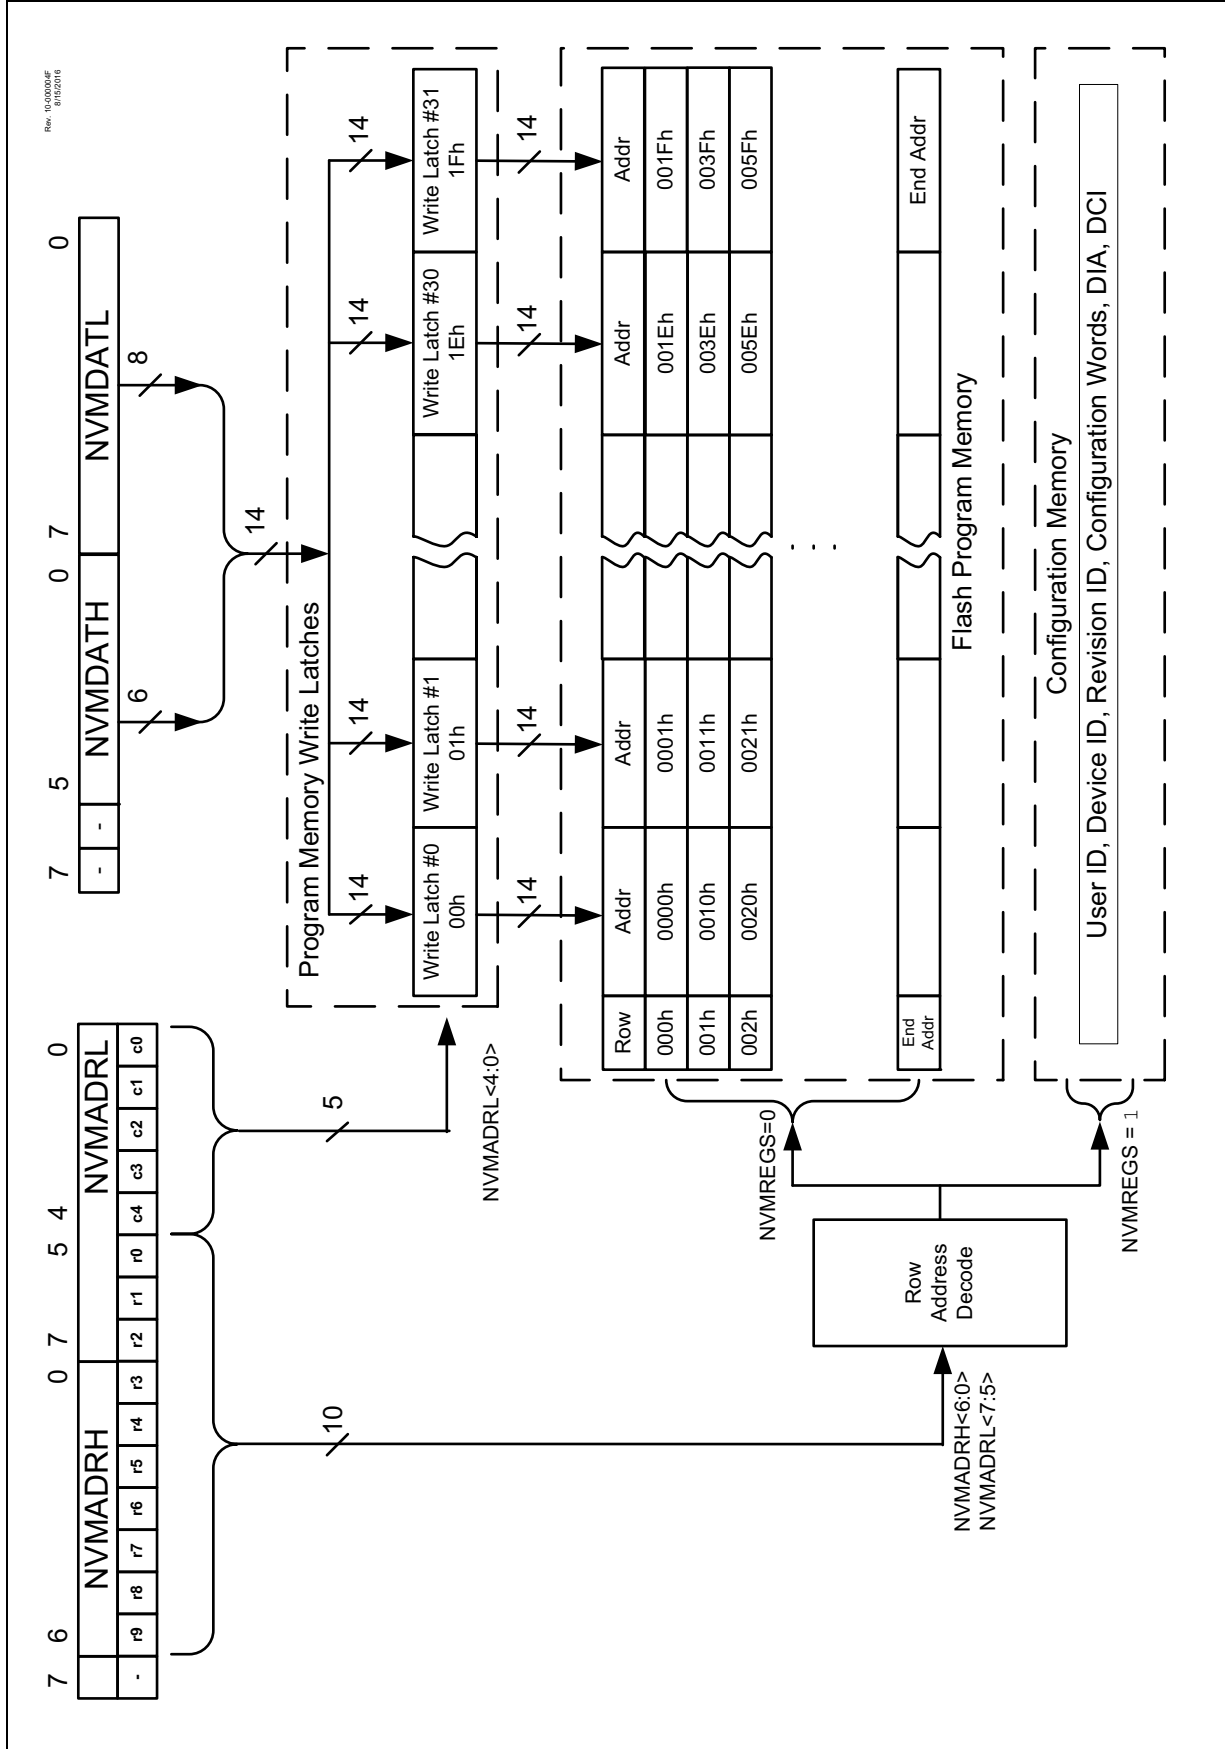 Rev. 10-000004F
8/15/2016
7 6 0 7 5 4 0
NVMADRH NVMADRL
- r9 r8 r7 r6 r5 r4 r3 r2 r1 r0 c4 c3 c2 c1 c0
7 5 0 7 0
- - NVMDATH NVMDATL
6 8
14
10
5
NVMADRL<4:0>
Program Memory Write Latches
14 14 14 14
Write Latch #0 Write Latch #1 Write Latch #30 Write Latch #31
00h 01h 1Eh 1Fh
14 14 14 14
Row Addr Addr Addr Addr
000h 0000h 0001h 001Eh 001Fh
001h 0010h 0011h 003Eh 003Fh
002h 0020h 0021h 005Eh 005Fh
End
Addr
End Addr
Flash Program Memory
NVMREGS=0
Row
Address
Decode
NVMADRH<6:0>
NVMADRL<7:5>
NVMREGS = 1
Configuration Memory
User ID, Device ID, Revision ID, Configuration Words, DIA, DCI